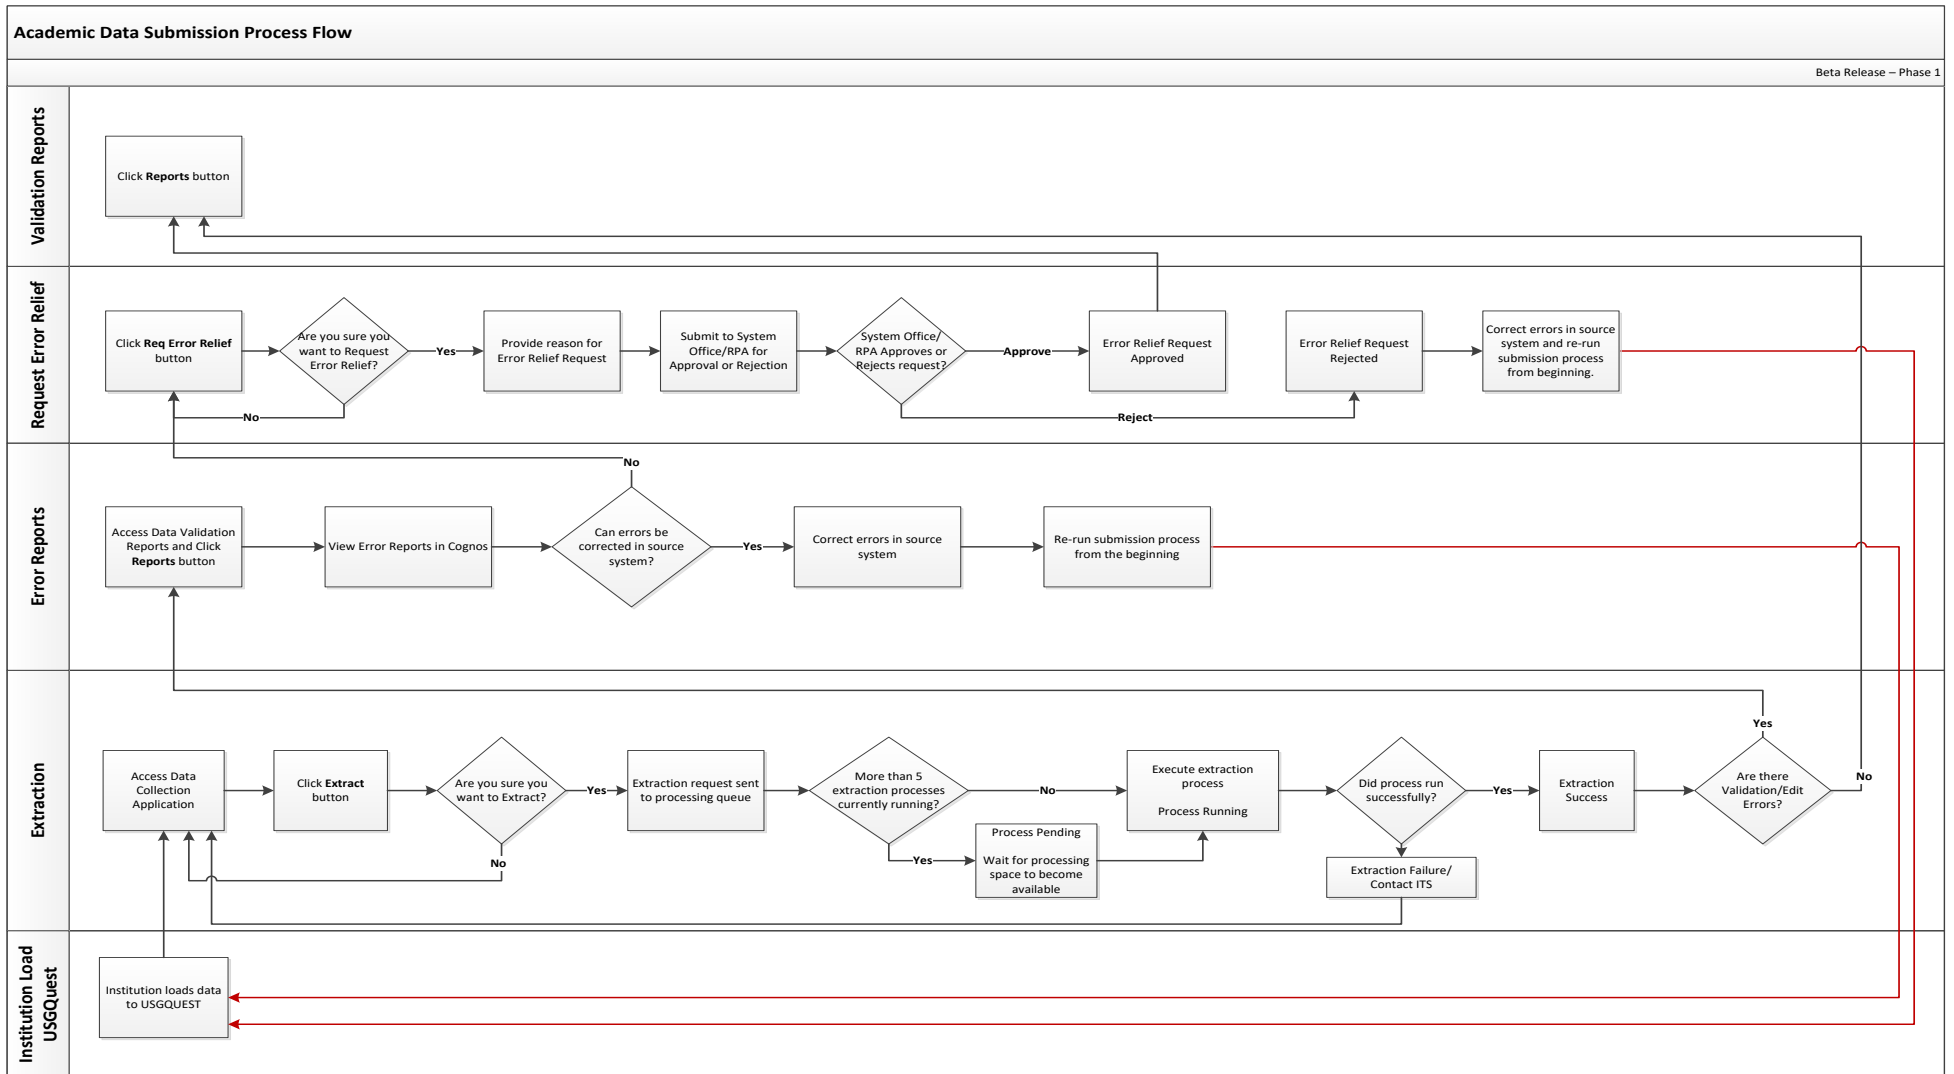 Academic Data Submission Process Flow
Beta Release – Phase 1
Validation Reports
Click Reports button
Request Error Relief
Click Req Error Relief
button
Are you sure you
want to Request
Error Relief?
Yes
No
Provide reason for
Error Relief Request
Submit to System
Office/RPA for
Approval or Rejection
System Office/
RPA Approves or
Rejects request?
Approve
Reject
Error Relief Request
Approved
Error Relief Request
Rejected
Correct errors in source
system and re-run
submission process
from beginning.
Error Reports
Access Data Validation
Reports and Click
Reports button
View Error Reports in Cognos
No
Can errors be
corrected in source
system?
Yes
Correct errors in source
system
Re-run submission process
from the beginning
Extraction
Access Data
Collection
Application
Click Extract
button
Are you sure you
want to Extract?
Yes
No
Extraction request sent
to processing queue
More than 5
extraction processes
currently running?
No
Yes
Process Pending
Wait for processing
space to become
available
Execute extraction
process
Process Running
Did process run
successfully?
Yes
Extraction Failure/
Contact ITS
Extraction
Success
Yes
Are there
Validation/Edit
Errors?
No
Institution Load
USGQuest
Institution loads data
to USGQUEST